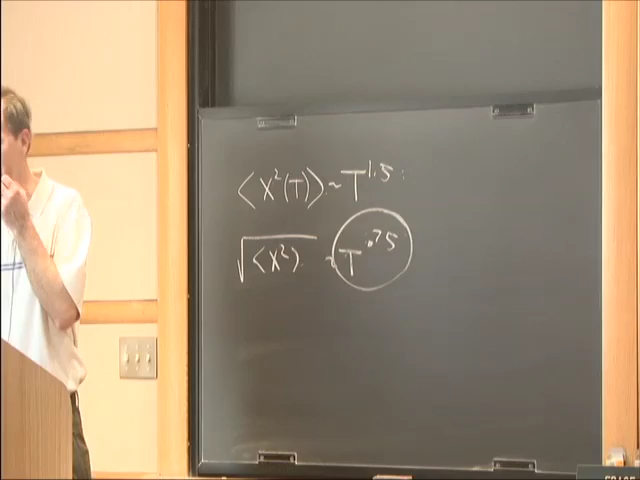 ⟨X²(T)⟩ ~ T^1.5
√⟨X²⟩ ~ T^.75